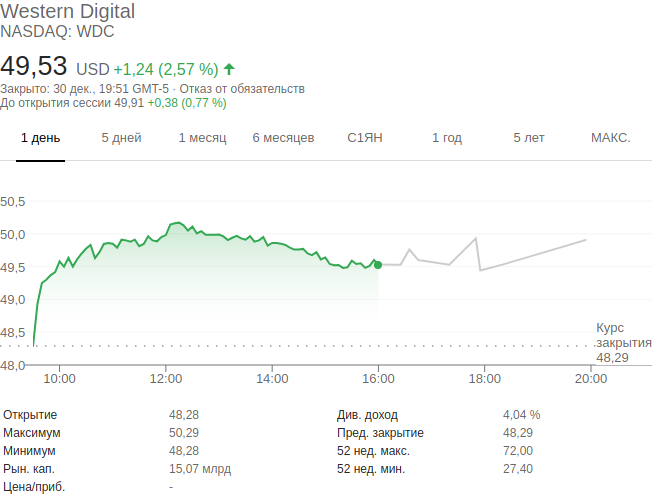 Western Digital
NASDAQ: WDC
49,53 USD +1,24 (2,57 %)
Закрыто: 30 дек., 19:51 GMT-5 · Отказ от обязательств
До открытия сессии 49,91 +0,38 (0,77 %)
1 день 5 дней 1 месяц 6 месяцев С1ЯН 1 год 5 лет МАКС.
50,5
50,0
49,5
49,0
48,5
48,0
Курс
закрытия
48,29
10:00 12:00 14:00 16:00 18:00 20:00
Открытие 48,28 Див. доход 4,04 %
Максимум 50,29 Пред. закрытие 48,29
Минимум 48,28 52 нед. макс. 72,00
Рын. кап. 15,07 млрд 52 нед. мин. 27,40
Цена/приб. -